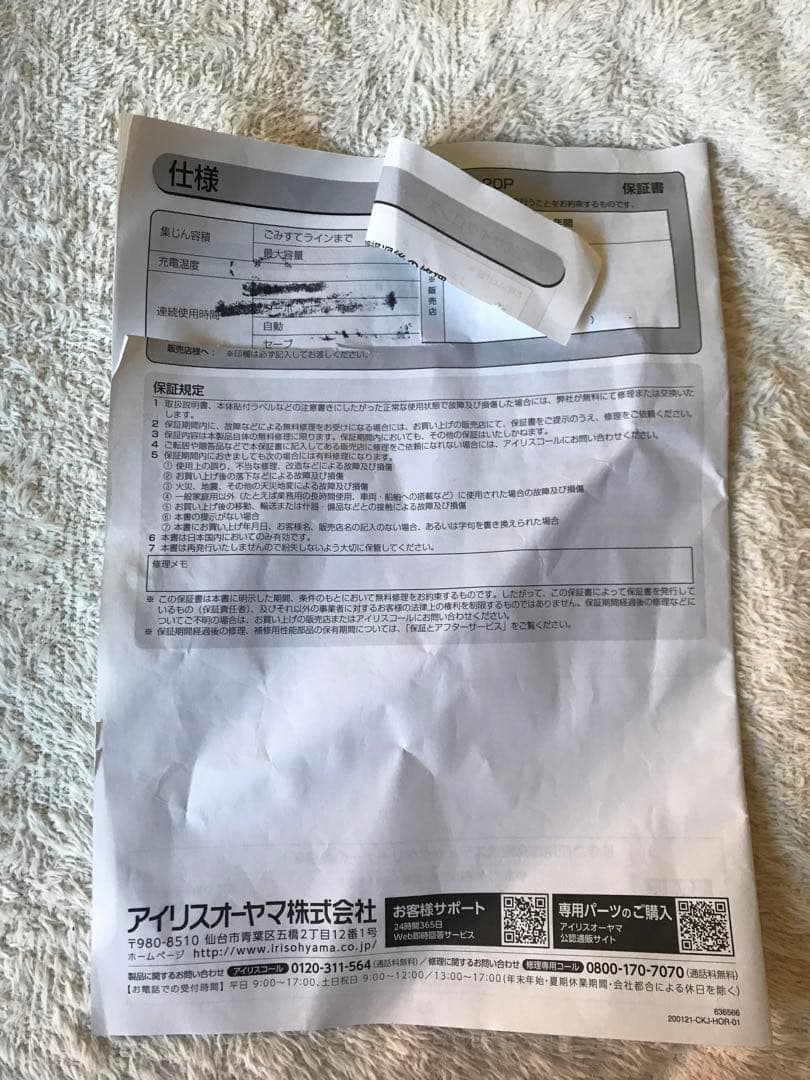 仕様
20P
保証書
行うことをお約束するものです。
集じん容積
ごみすてラインまで
年間
最大容量
充電温度
連続使用時間
※販売店
自動
セーブ
販売店様へ： ※印欄は必ず記入してお渡しください。
保証規定
1 取扱説明書、本体貼付ラベルなどの注意書きにしたがった正常な使用状態で故障及び損傷した場合には、弊社が無料にて修理または交換いた
します。
2 保証期間内に、故障などによる無料修理をお受けになる場合には、お買い上げの販売店にて、保証書をご提示のうえ、修理をご依頼ください。
3 保証内容は本製品自体の無料修理に限ります。保証期間内においても、その他の保証はいたしかねます。
4 ご転居や贈答品などで本保証書に記入してある販売店に修理をご依頼になれない場合には、アイリスコールにお問い合わせください。
5 保証期間内におきましても次の場合には有料修理になります。
① 使用上の誤り、不当な修理、改造などによる故障及び損傷
② お買い上げ後の落下などによる故障及び損傷
③ 火災、地震、その他の天災地変による故障及び損傷
④ 一般家庭用以外（たとえば業務用の長時間使用、車両・船舶への搭載など）に使用された場合の故障及び損傷
⑤ お買い上げ後の移動、輸送または什器・備品などとの接触による故障及び損傷
⑥ 本書の提示がない場合
⑦ 本書にお買い上げ年月日、お客様名、販売店名の記入のない場合、あるいは字句を書き換えられた場合
6 本書は日本国内においてのみ有効です。
7 本書は再発行いたしませんので紛失しないよう大切に保管してください。
修理メモ
※ この保証書は本書に明示した期間、条件のもとにおいて無料修理をお約束するものです。したがって、この保証書によって保証書を発行して
いるもの（保証責任者）、及びそれ以外の事業者に対するお客様の法律上の権利を制限するものではありません。保証期間経過後の修理などに
ついてご不明の場合は、お買い上げの販売店またはアイリスコールにお問い合わせください。
※ 保証期間経過後の修理、補修用性能部品の保有期間については、「保証とアフターサービス」をご覧ください。
アイリスオーヤマ株式会社
〒980-8510 仙台市青葉区五橋2丁目12番1号
ホームページ http://www.irisohyama.co.jp/
お客様サポート
24時間365日
Web即時回答サービス
専用パーツのご購入
アイリスオーヤマ
公認通販サイト
製品に関するお問い合わせ アイリスコール 0120-311-564（通話料無料）／修理に関するお問い合わせ 修理専用コール 0800-170-7070（通話料無料）
【お電話での受付時間】平日 9:00～17:00、土日祝日 9:00～12:00／13:00～17:00（年末年始・夏期休業期間・会社都合による休日を除く）
636566
200121-CKJ-HOR-01